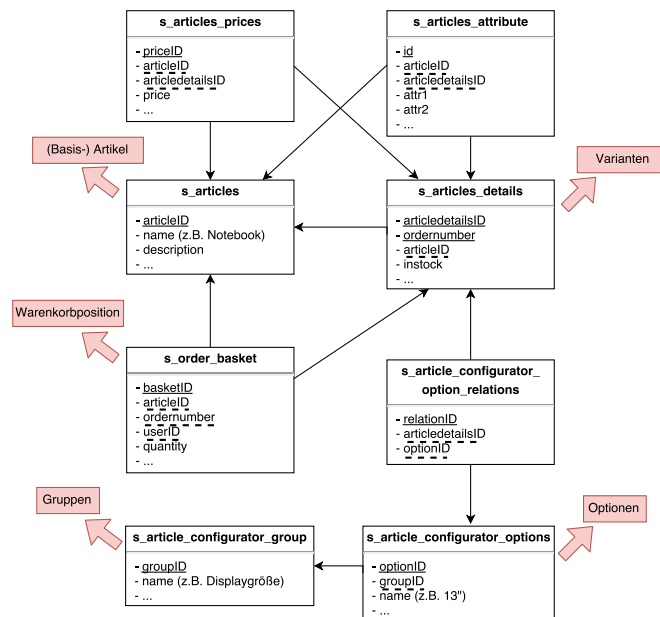 s_articles_prices
- priceID
- articleID
- articledetailsID
- price
- ...
s_articles_attribute
- id
- articleID
- articledetailsID
- attr1
- attr2
- ...
(Basis-) Artikel
Varianten
s_articles
- articleID
- name (z.B. Notebook)
- description
- ...
s_articles_details
- articledetailsID
- ordernumber
- articleID
- instock
- ...
Warenkorbposition
s_order_basket
- basketID
- articleID
- ordernumber
- userID
- quantity
- ...
s_article_configurator_
option_relations
- relationID
- articledetailsID
- optionID
Gruppen
Optionen
s_article_configurator_group
- groupID
- name (z.B. Displaygröße)
- ...
s_article_configurator_options
- optionID
- groupID
- name (z.B. 13")
- ...